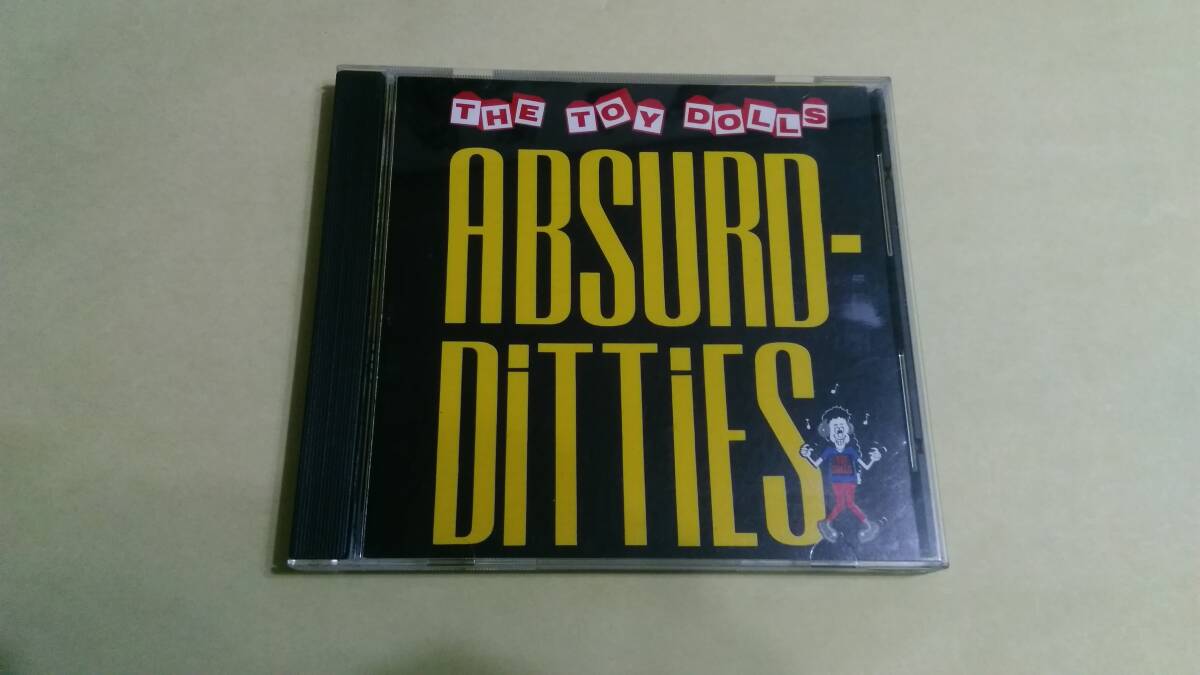 THE TOY DOLLS
ABSURD-
DiTTiES